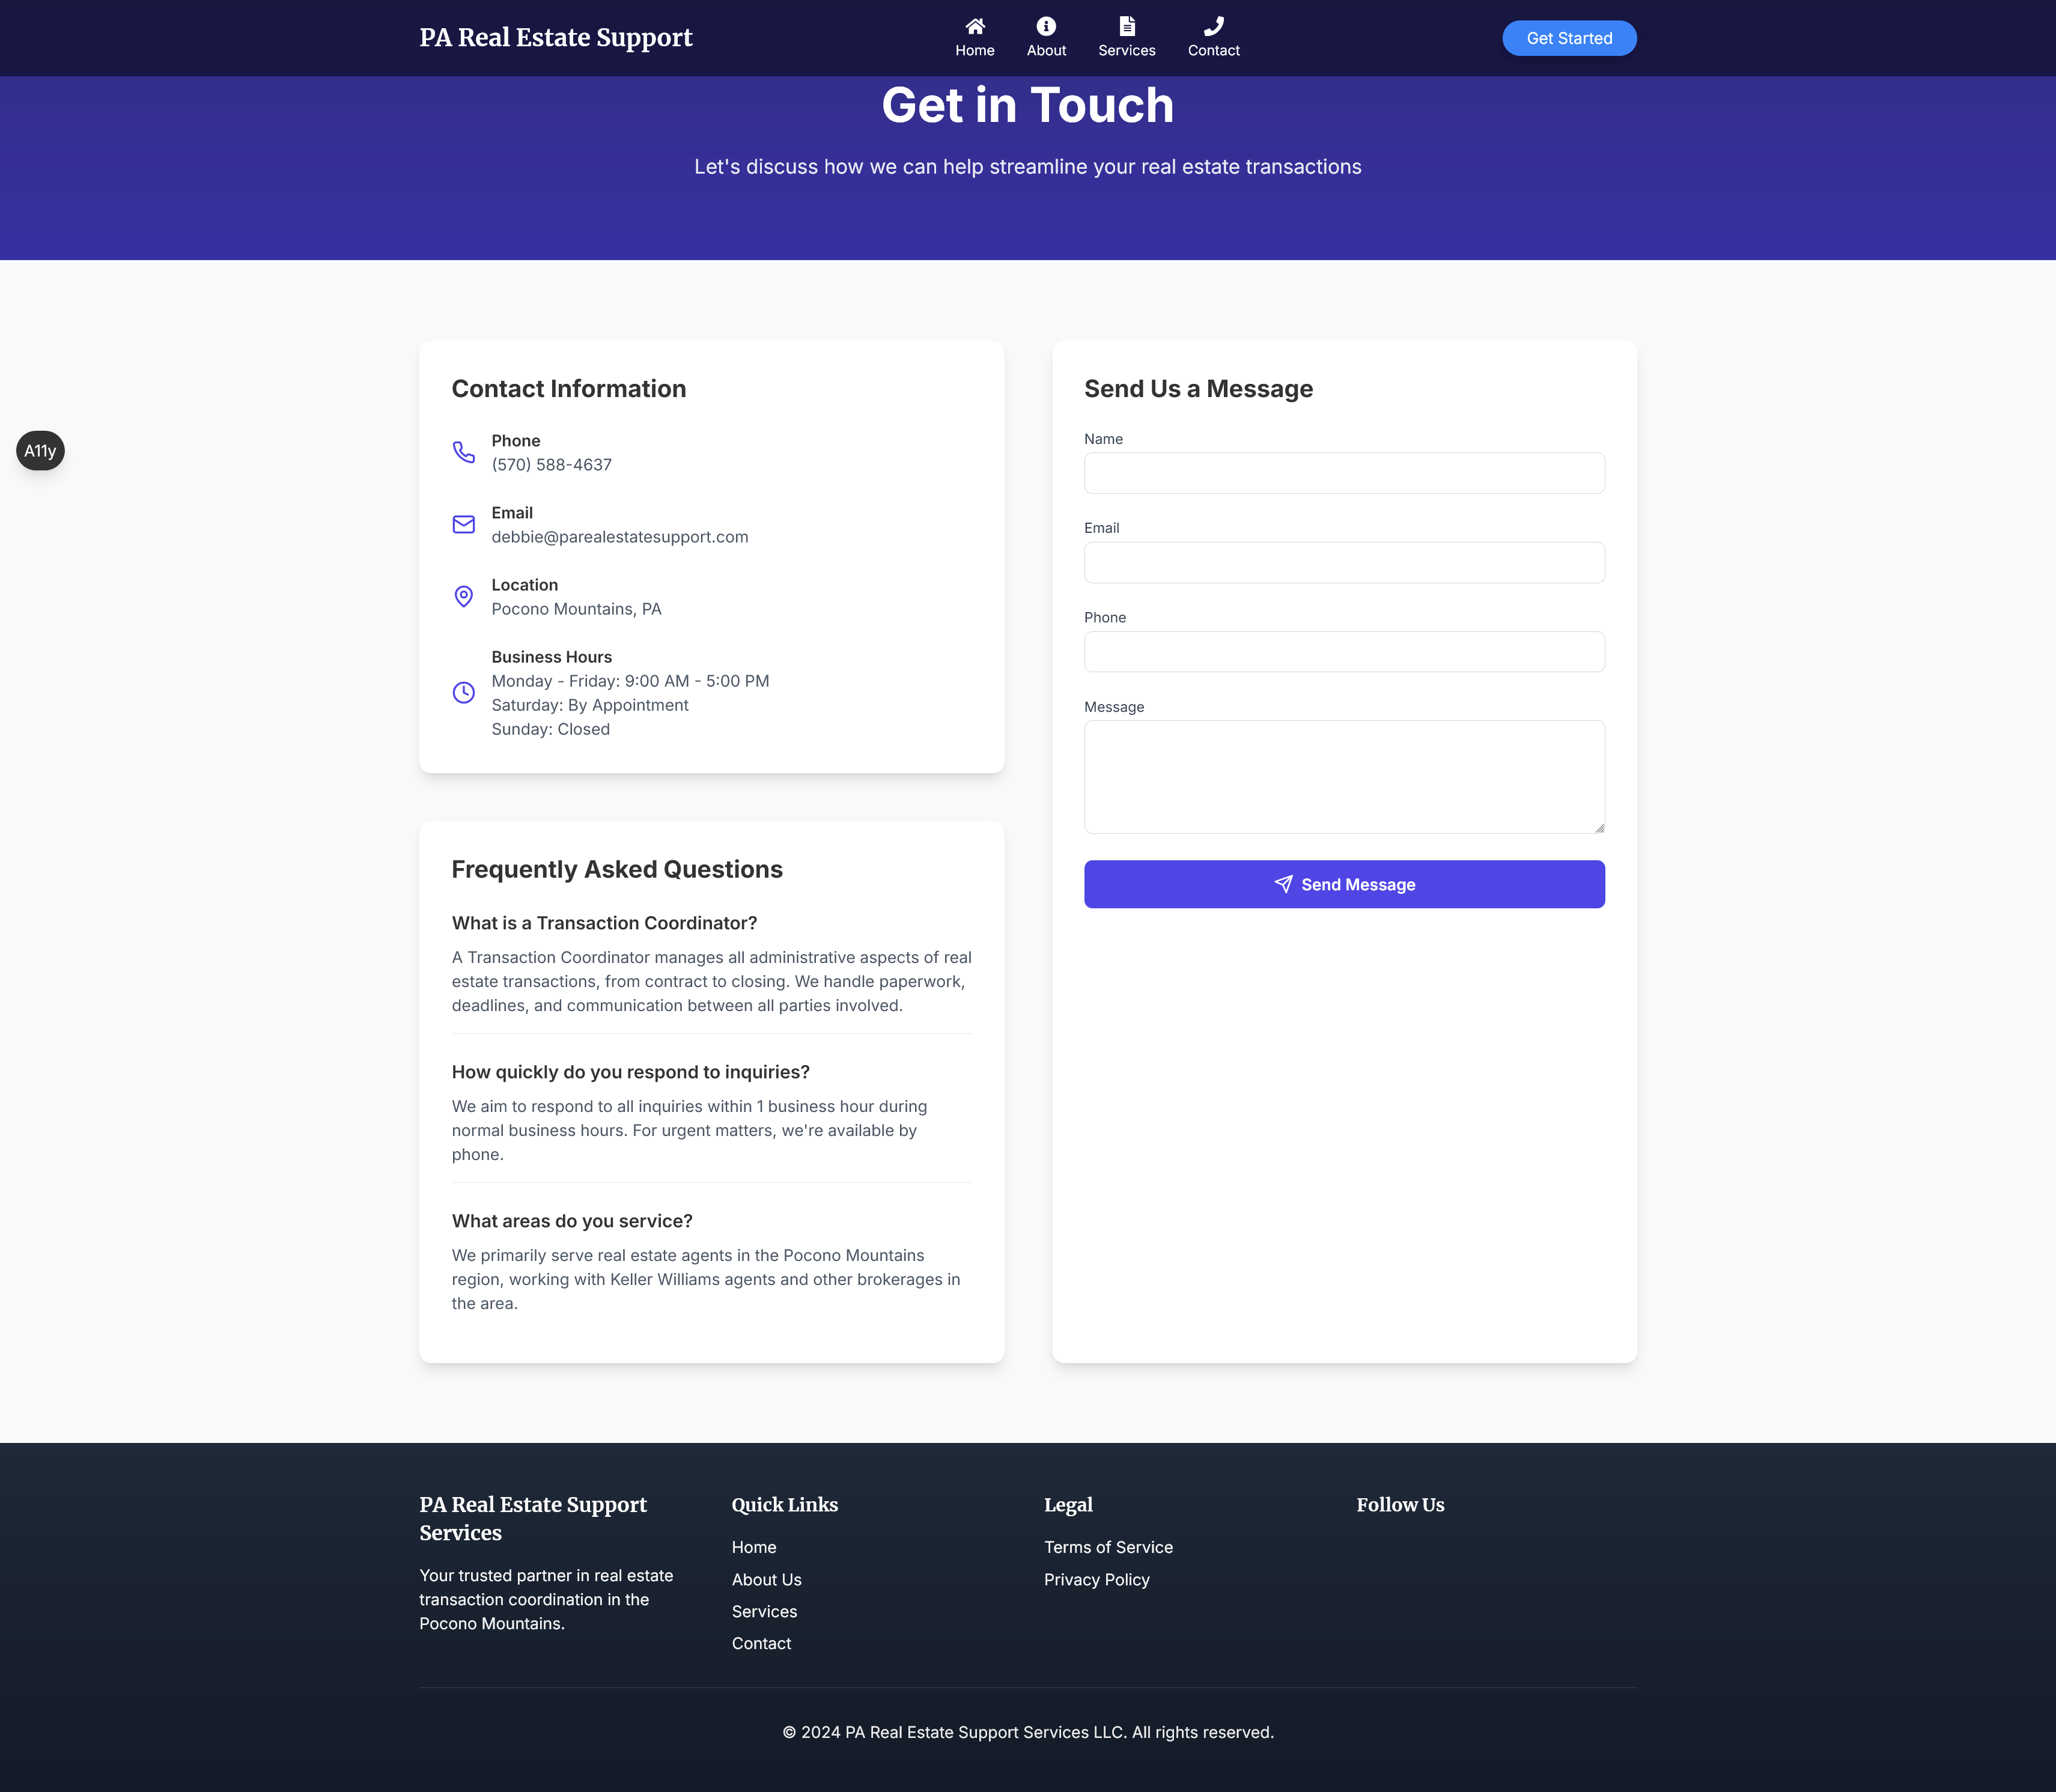 PA Real Estate Support
Home
About
Services
Contact
Get Started
Get in Touch
Let's discuss how we can help streamline your real estate transactions
A11y
Contact Information
Phone
(570) 588-4637
Email
debbie@parealestatesupport.com
Location
Pocono Mountains, PA
Business Hours
Monday - Friday: 9:00 AM - 5:00 PM
Saturday: By Appointment
Sunday: Closed
Frequently Asked Questions
What is a Transaction Coordinator?
A Transaction Coordinator manages all administrative aspects of real
estate transactions, from contract to closing. We handle paperwork,
deadlines, and communication between all parties involved.
How quickly do you respond to inquiries?
We aim to respond to all inquiries within 1 business hour during
normal business hours. For urgent matters, we're available by
phone.
What areas do you service?
We primarily serve real estate agents in the Pocono Mountains
region, working with Keller Williams agents and other brokerages in
the area.
Send Us a Message
Name
Email
Phone
Message
Send Message
PA Real Estate Support
Services
Your trusted partner in real estate
transaction coordination in the
Pocono Mountains.
Quick Links
Home
About Us
Services
Contact
Legal
Terms of Service
Privacy Policy
Follow Us
© 2024 PA Real Estate Support Services LLC. All rights reserved.